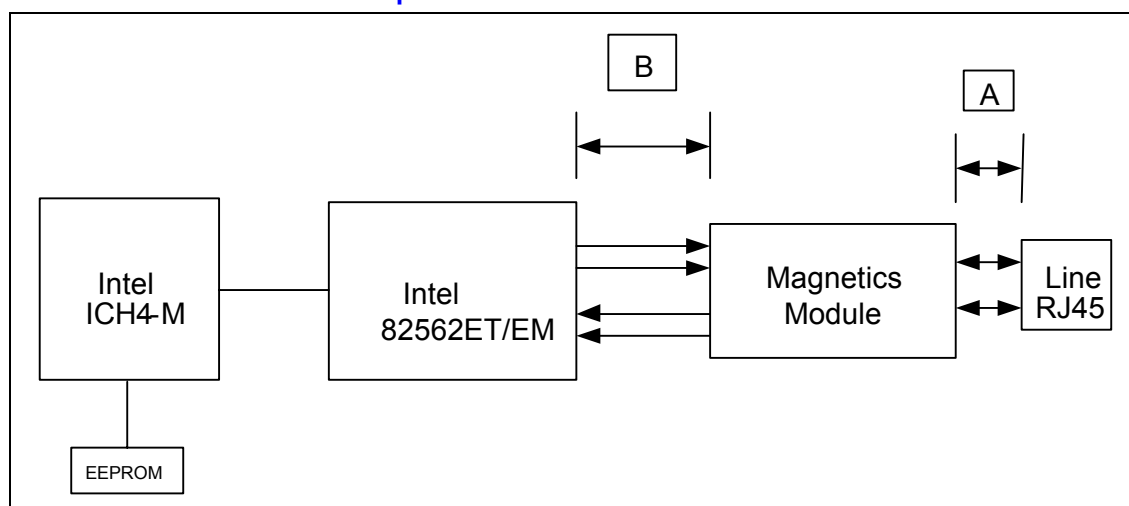 B
A
Intel
ICH4-M
Intel
82562ET/EM
Magnetics
Module
Line
RJ45
EEPROM